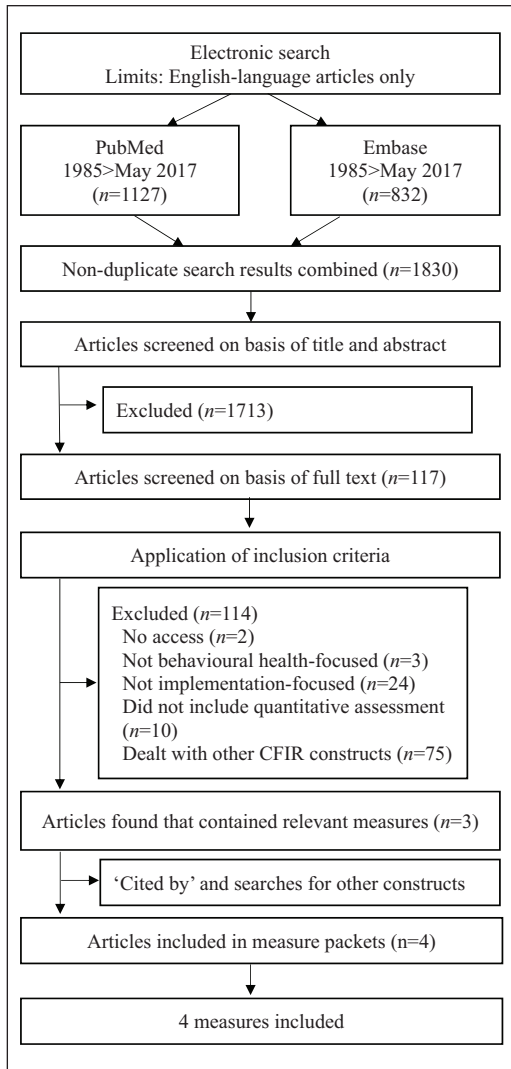 Electronic search
Limits: English-language articles only
PubMed
1985>May 2017
(n=1127)
Embase
1985>May 2017
(n=832)
Non-duplicate search results combined (n=1830)
Articles screened on basis of title and abstract
Excluded (n=1713)
Articles screened on basis of full text (n=117)
Application of inclusion criteria
Excluded (n=114)
No access (n=2)
Not behavioural health-focused (n=3)
Not implementation-focused (n=24)
Did not include quantitative assessment
(n=10)
Dealt with other CFIR constructs (n=75)
Articles found that contained relevant measures (n=3)
‘Cited by’ and searches for other constructs
Articles included in measure packets (n=4)
4 measures included